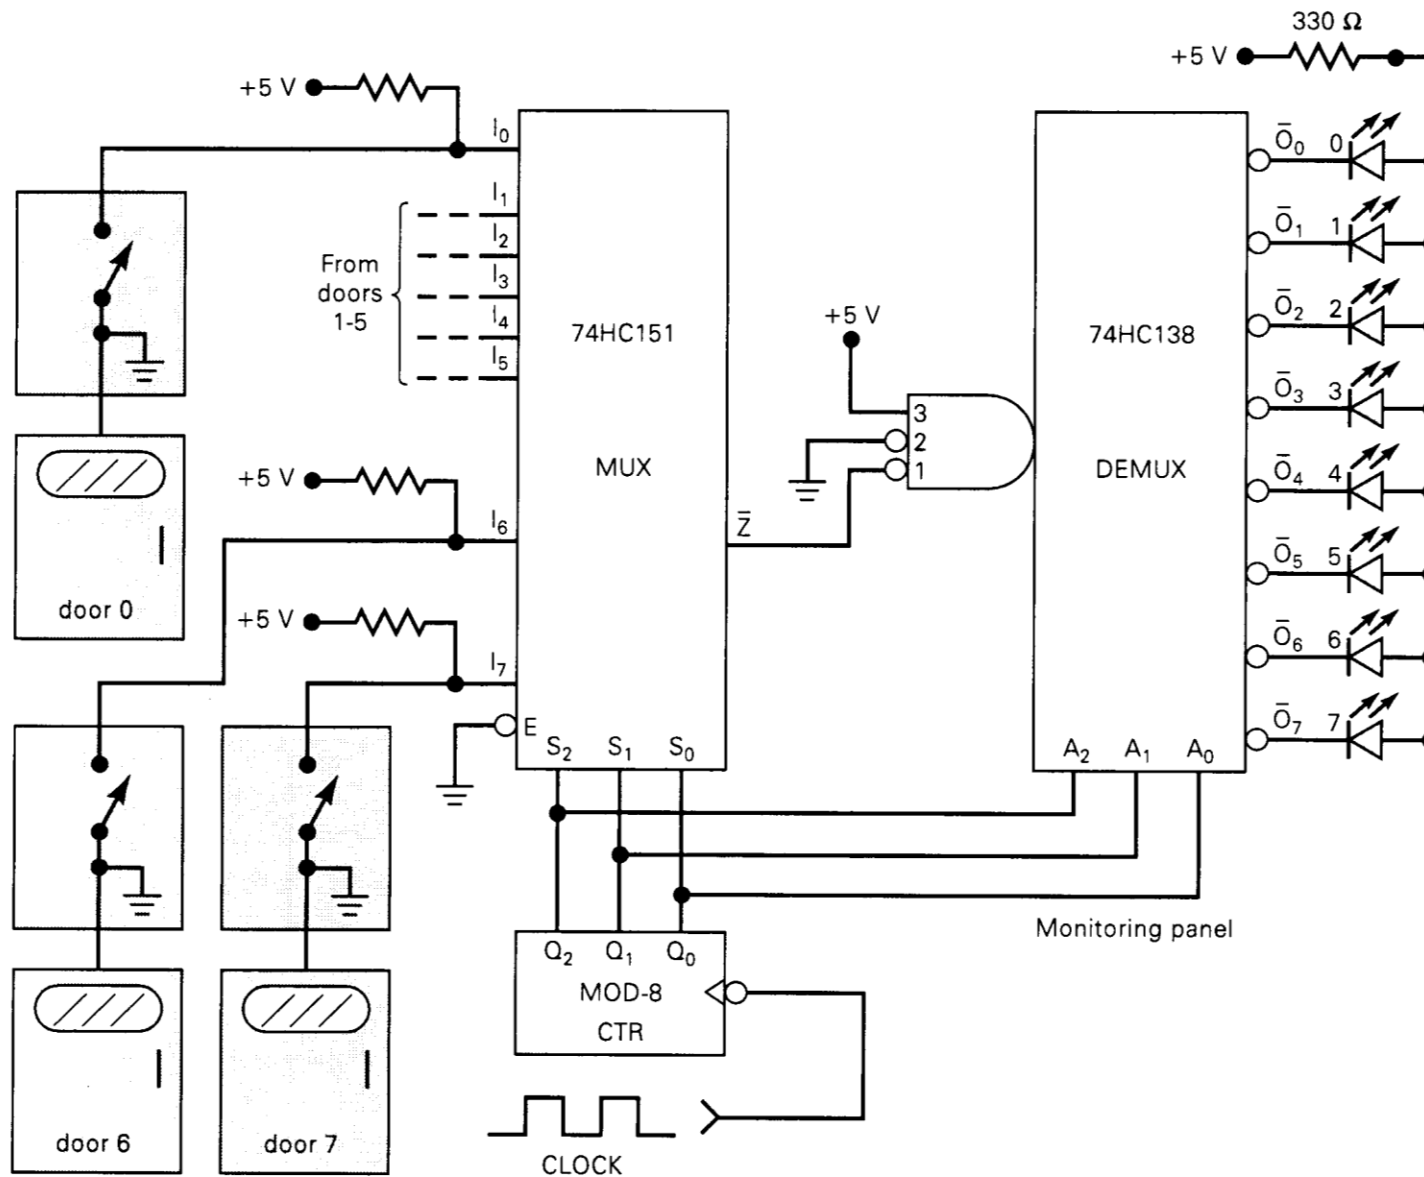 330 Ω
+5 V
+5 V
I0
Ō0 0
I1
I2
I3
I4
I5
From
doors
1-5
Ō1 1
Ō2 2
Ō3 3
Ō4 4
Ō5 5
Ō6 6
Ō7 7
74HC151
MUX
+5 V
3
2
1
74HC138
DEMUX
+5 V
I6
Z̄
door 0
+5 V
I7
E
S2 S1 S0
A2 A1 A0
Monitoring panel
Q2 Q1 Q0
MOD-8
CTR
door 6
door 7
CLOCK